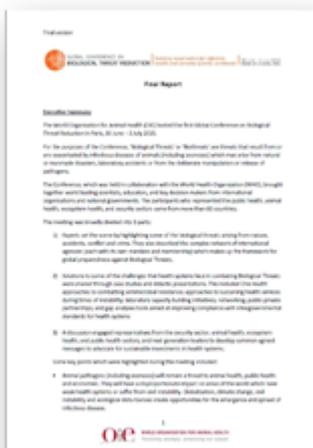 Final version
GLOBAL CONFERENCE ON
BIOLOGICAL THREAT REDUCTION
Final Report
Executive Summary
The World Organisation for Animal Health (OIE) hosted the first Global Conference on Biological
Threat Reduction in Paris, 30 June – 2 July 2015.
For the purposes of the Conference, 'Biological Threats' or 'Biothreats' are threats that result from or
are exacerbated by infectious disease of animals (including zoonoses) which may arise from natural
or manmade disasters, laboratory accidents or from the deliberate manipulation or release of
pathogens.
The Conference, which was held in collaboration with the World Health Organization (WHO), brought
together world leading scientists, educators, and key decision makers from international
organisations and national governments. The participants who represented the public health, animal
health, ecosystem health, and security sectors came from more than 60 countries.
The meeting was broadly divided into 3 parts:
1) Experts set the scene by highlighting some of the biological threats arising from nature,
accidents, conflict and crime. They also described the complex network of international
agencies (each with its own mandate and membership) which makes up the framework for
global preparedness against Biological Threats.
2) Solutions to some of the challenges that health systems face in combating Biological Threats
were shared through case studies and didactic presentations. This included One Health
approaches to combatting antimicrobial resistance; approaches to sustaining health services
during times of instability; laboratory capacity building initiatives; networking; public-private
partnerships; and gap analyses tools aimed at improving compliance with intergovernmental
standards for health systems
3) A discussion engaged representatives from the security sector, animal health, ecosystem
health, and public health sectors, and next generation leaders to develop common agreed
messages to advocate for sustainable investments in health systems.
Some key points which were highlighted during the meeting included:
• Animal pathogens (including zoonoses) will remain a threat to animal health, public health
and economies. They will have a disproportionate impact on areas of the world which have
weak health systems or suffer from civil instability. Globalisation, climate change, civil
instability and ecological disturbances create opportunities for the emergence and spread of
infectious disease.
1
OIE WORLD ORGANISATION FOR ANIMAL HEALTH
Protecting animals, preserving our future